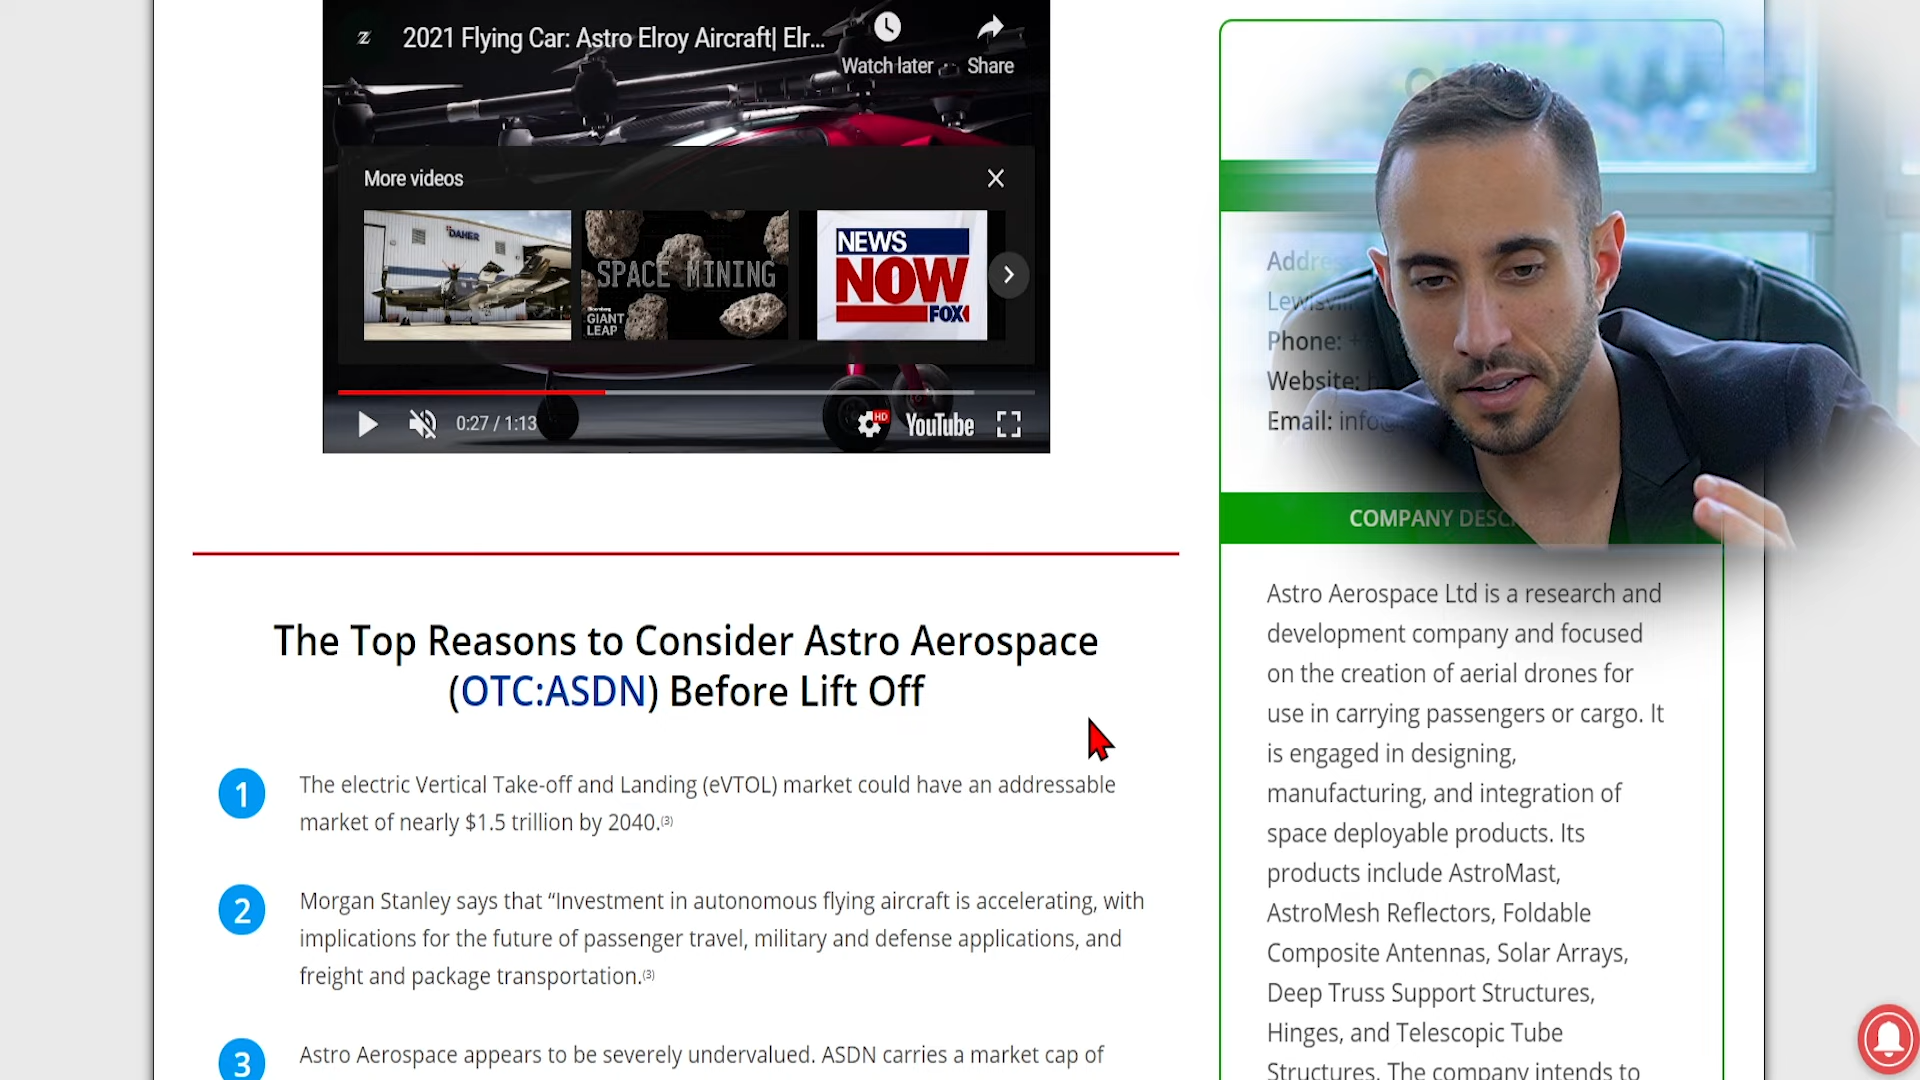 2021 Flying Car: Astro Elroy Aircraft| Elr...
Watch later
Share
More videos
DAHER
SPACE MINING
GIANT
LEAP
NEWS
NOW
FOX
0:27 / 1:13
HD
YouTube
The Top Reasons to Consider Astro Aerospace
(OTC:ASDN) Before Lift Off
1
The electric Vertical Take-off and Landing (eVTOL) market could have an addressable
market of nearly $1.5 trillion by 2040.(3)
2
Morgan Stanley says that “Investment in autonomous flying aircraft is accelerating, with
implications for the future of passenger travel, military and defense applications, and
freight and package transportation.(3)
3
Astro Aerospace appears to be severely undervalued. ASDN carries a market cap of
Phone: +
Website:
Email: info@
COMPANY DESC
Astro Aerospace Ltd is a research and
development company and focused
on the creation of aerial drones for
use in carrying passengers or cargo. It
is engaged in designing,
manufacturing, and integration of
space deployable products. Its
products include AstroMast,
AstroMesh Reflectors, Foldable
Composite Antennas, Solar Arrays,
Deep Truss Support Structures,
Hinges, and Telescopic Tube
Structures. The company intends to